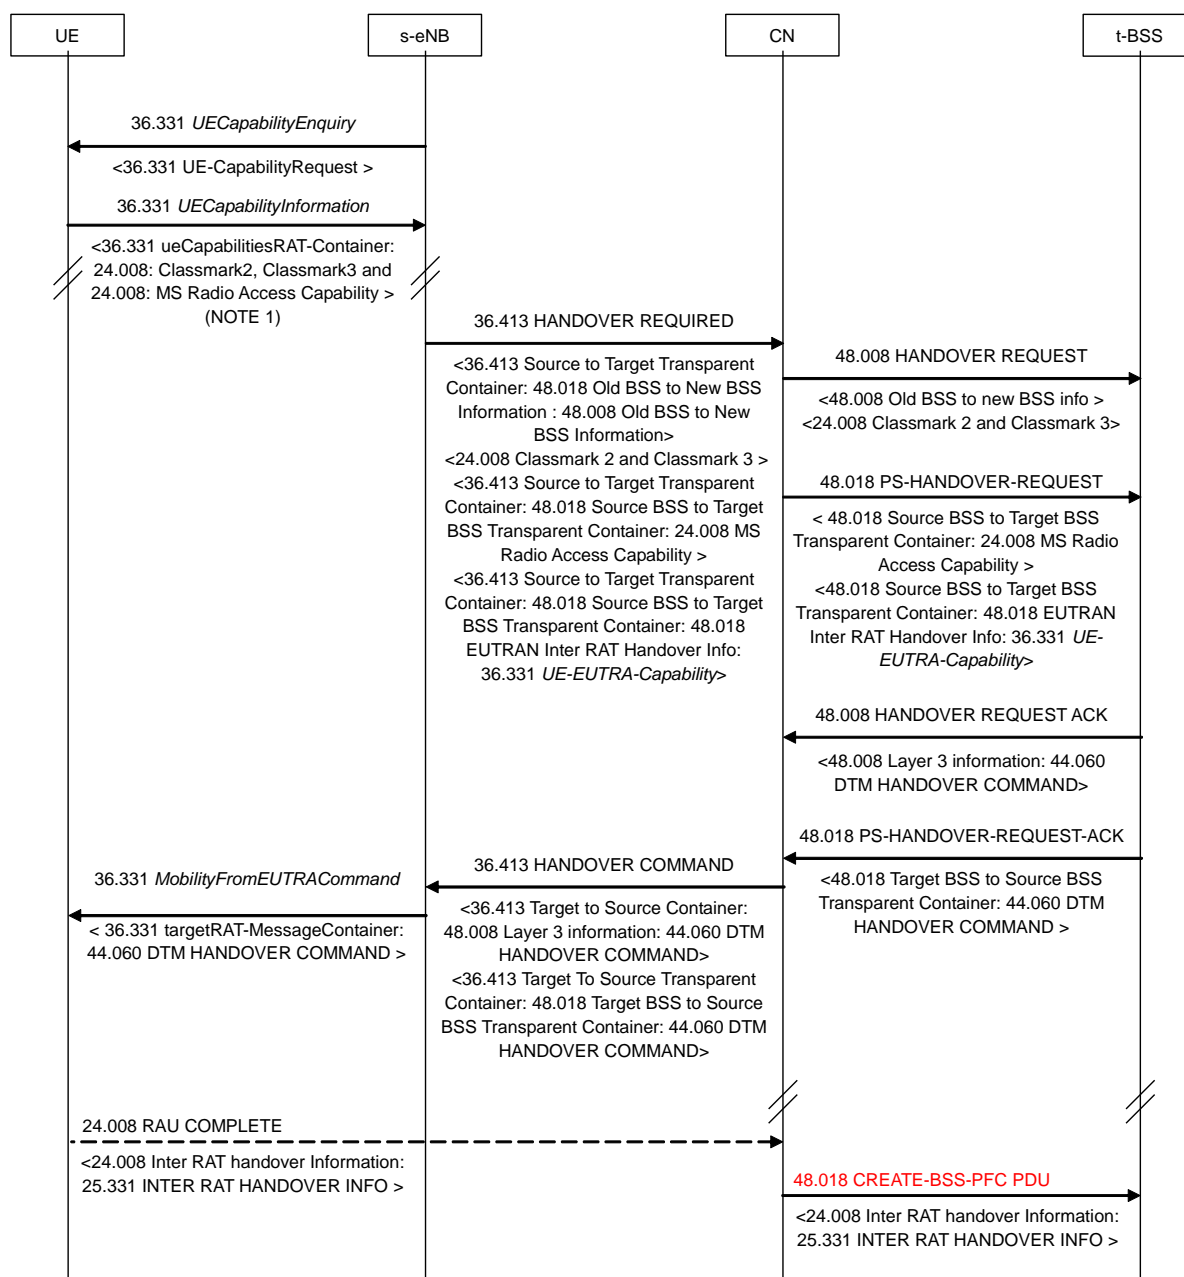 UE
s-eNB
CN
t-BSS
36.331 UECapabilityEnquiry
<36.331 UE-CapabilityRequest >
36.331 UECapabilityInformation
<36.331 ueCapabilitiesRAT-Container:
24.008: Classmark2, Classmark3 and
24.008: MS Radio Access Capability >
(NOTE 1)
36.413 HANDOVER REQUIRED
<36.413 Source to Target Transparent
Container: 48.018 Old BSS to New BSS
Information : 48.008 Old BSS to New
BSS Information>
<24.008 Classmark 2 and Classmark 3 >
<36.413 Source to Target Transparent
Container: 48.018 Source BSS to Target
BSS Transparent Container: 24.008 MS
Radio Access Capability >
<36.413 Source to Target Transparent
Container: 48.018 Source BSS to Target
BSS Transparent Container: 48.018
EUTRAN Inter RAT Handover Info:
36.331 UE-EUTRA-Capability>
48.008 HANDOVER REQUEST
<48.008 Old BSS to new BSS info >
<24.008 Classmark 2 and Classmark 3>
48.018 PS-HANDOVER-REQUEST
< 48.018 Source BSS to Target BSS
Transparent Container: 24.008 MS Radio
Access Capability >
<48.018 Source BSS to Target BSS
Transparent Container: 48.018 EUTRAN
Inter RAT Handover Info: 36.331 UE-
EUTRA-Capability>
48.008 HANDOVER REQUEST ACK
<48.008 Layer 3 information: 44.060
DTM HANDOVER COMMAND>
48.018 PS-HANDOVER-REQUEST-ACK
<48.018 Target BSS to Source BSS
Transparent Container: 44.060 DTM
HANDOVER COMMAND >
36.413 HANDOVER COMMAND
<36.413 Target to Source Container:
48.008 Layer 3 information: 44.060 DTM
HANDOVER COMMAND>
<36.413 Target To Source Transparent
Container: 48.018 Target BSS to Source
BSS Transparent Container: 44.060 DTM
HANDOVER COMMAND>
36.331 MobilityFromEUTRACommand
< 36.331 targetRAT-MessageContainer:
44.060 DTM HANDOVER COMMAND >
24.008 RAU COMPLETE
<24.008 Inter RAT handover Information:
25.331 INTER RAT HANDOVER INFO >
48.018 CREATE-BSS-PFC PDU
<24.008 Inter RAT handover Information:
25.331 INTER RAT HANDOVER INFO >